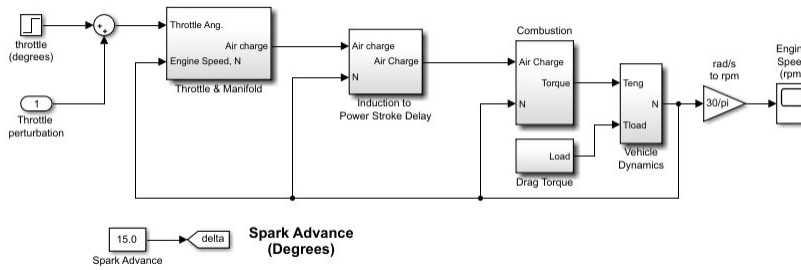 throttle
(degrees)
1
Throttle
perturbation
Throttle Ang.
Air charge
Engine Speed, N
Throttle & Manifold
Air charge
Air Charge
N
Induction to
Power Stroke Delay
Combustion
Air Charge
Torque
N
Load
Drag Torque
Teng
N
Tload
Vehicle
Dynamics
rad/s
to rpm
30/pi
15.0
Spark Advance
delta
Spark Advance
(Degrees)